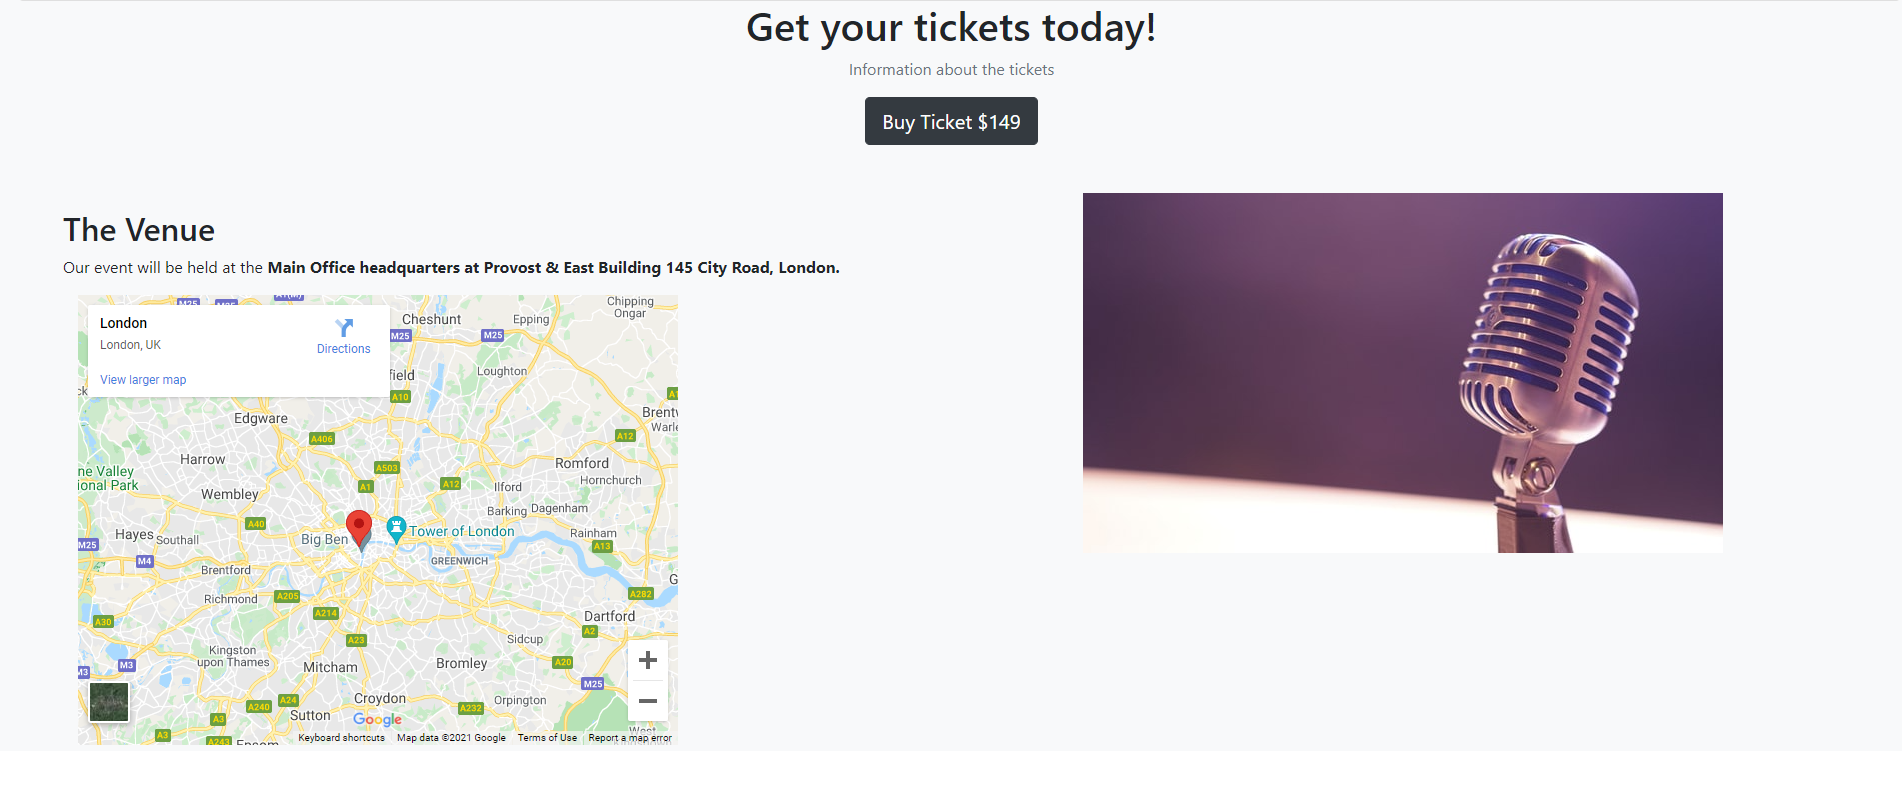 Get your tickets today!
Information about the tickets
Buy Ticket $149
The Venue
Our event will be held at the Main Office headquarters at Provost & East Building 145 City Road, London.
London
London, UK
Directions
View larger map
M25
M25
Cheshunt
Epping
Chipping
Ongar
M25
M25
field
Loughton
A10
Edgware
A406
A12
Harrow
A503
Romford
ne Valley
ional Park
Wembley
A1
A12
Ilford
Hornchurch
Barking
Dagenham
A40
Big Ben
Tower of London
Hayes
Southall
Rainham
M25
M4
A13
GREENWICH
Brentford
Richmond
A205
A282
A214
Dartford
A30
A23
A2
Sidcup
Kingston
upon Thames
M3
M3
Mitcham
Bromley
A20
M25
Croydon
A24
A240
A232
Orpington
Sutton
A3
Google
A3
A243
Epsom
West
Keyboard shortcuts
Map data ©2021 Google
Terms of Use
Report a map error